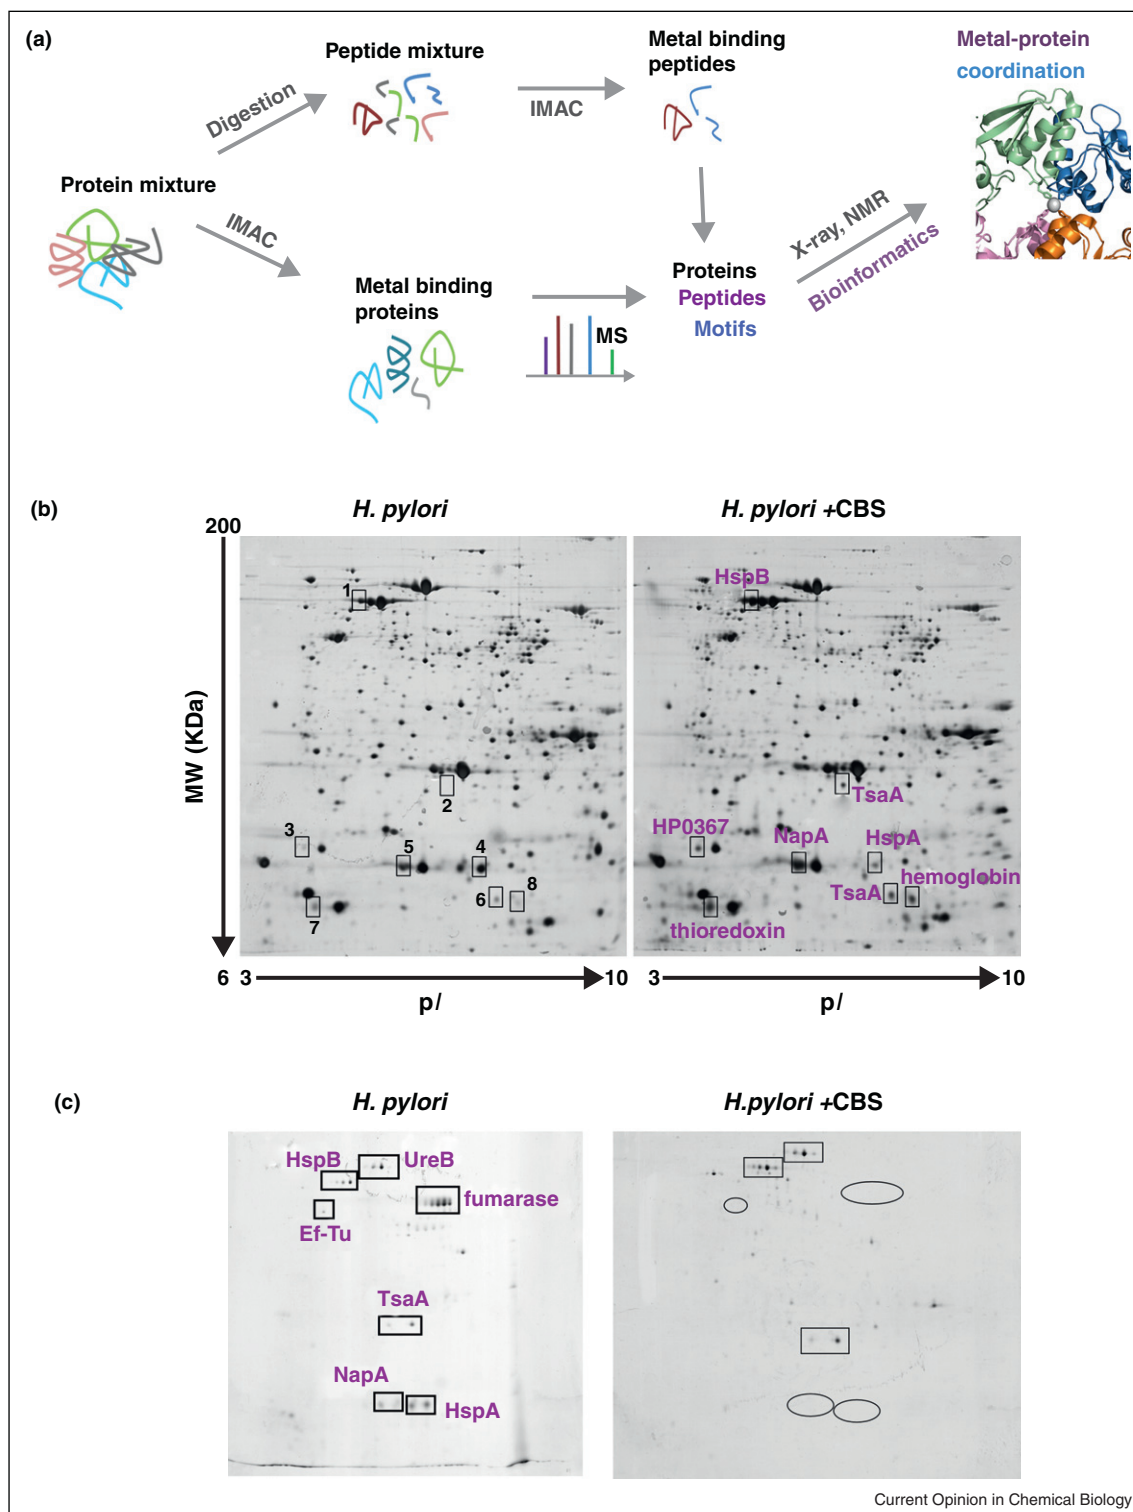 (a)
Peptide mixture
Metal binding
peptides
Metal-protein
coordination
Digestion
IMAC
Protein mixture
IMAC
X-ray, NMR
Bioinformatics
Metal binding
proteins
MS
Proteins
Peptides
Motifs
(b)
H. pylori
H. pylori +CBS
200
MW (KDa)
6
1
2
3
5
4
6
8
7
3
10
pI
HspB
TsaA
HP0367
NapA
HspA
TsaA
hemoglobin
thioredoxin
3
10
pI
(c)
H. pylori
H.pylori +CBS
HspB
UreB
fumarase
Ef-Tu
TsaA
NapA
HspA
Current Opinion in Chemical Biology